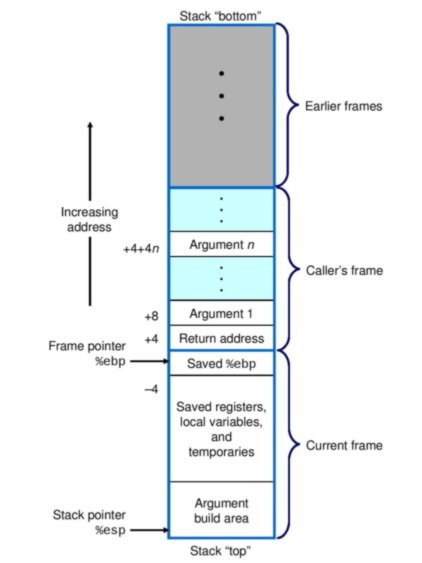 Stack “bottom”
Earlier frames
Increasing
address
+4+4n
Argument n
Caller’s frame
+8
Argument 1
+4
Return address
Frame pointer
%ebp
Saved %ebp
–4
Saved registers,
local variables,
and
temporaries
Current frame
Argument
build area
Stack pointer
%esp
Stack “top”